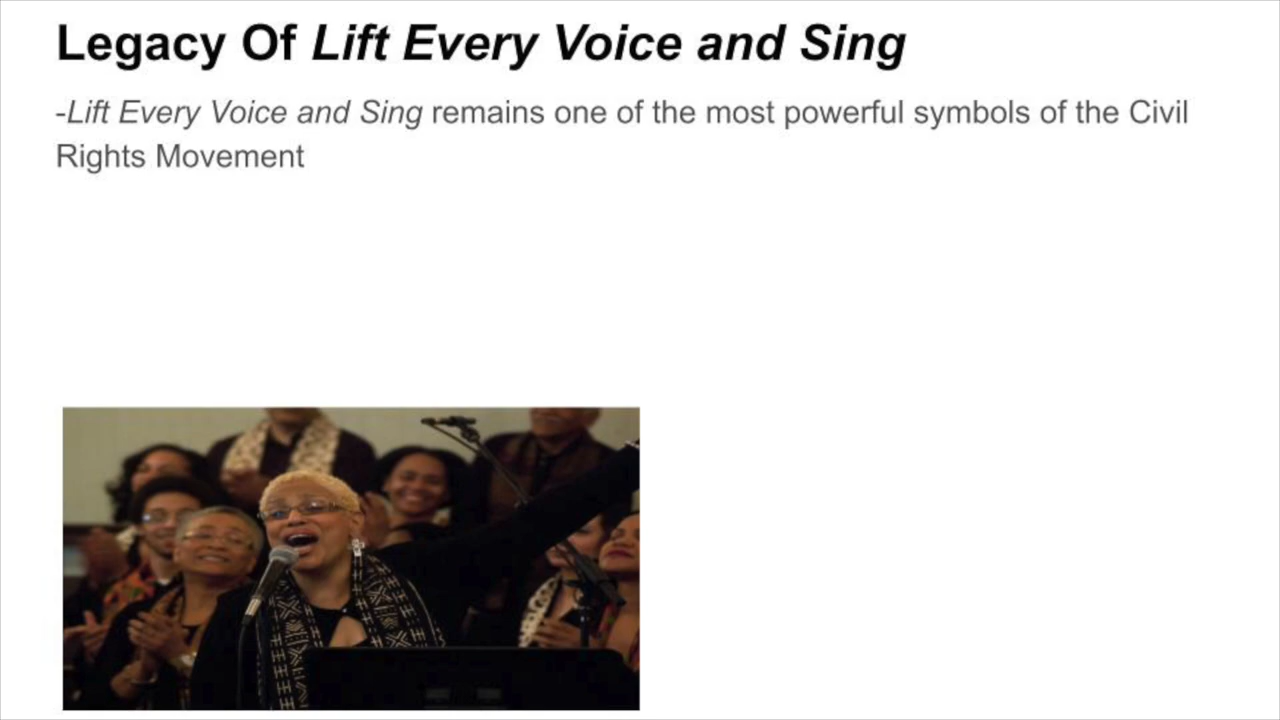 Legacy Of Lift Every Voice and Sing
-Lift Every Voice and Sing remains one of the most powerful symbols of the Civil
Rights Movement